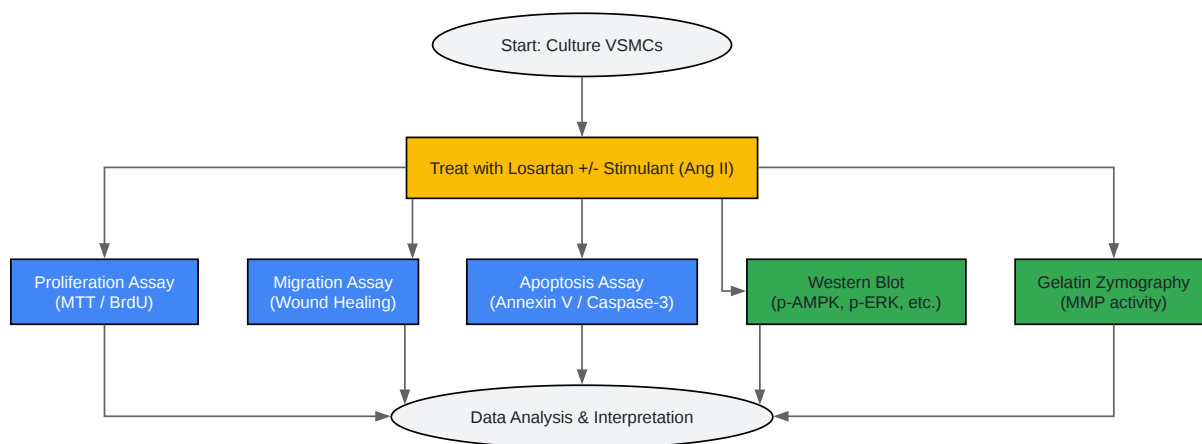 Start: Culture VSMCs
Treat with Losartan +/- Stimulant (Ang II)
Proliferation Assay
(MTT / BrdU)
Migration Assay
(Wound Healing)
Apoptosis Assay
(Annexin V / Caspase-3)
Western Blot
(p-AMPK, p-ERK, etc.)
Gelatin Zymography
(MMP activity)
Data Analysis & Interpretation